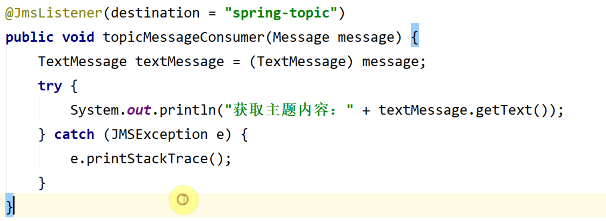 @JmsListener(destination = "spring-topic")
public void topicMessageConsumer(Message message) {
    TextMessage textMessage = (TextMessage) message;
    try {
        System.out.println("获取主题内容：" + textMessage.getText());
    } catch (JMSException e) {
        e.printStackTrace();
    }
}